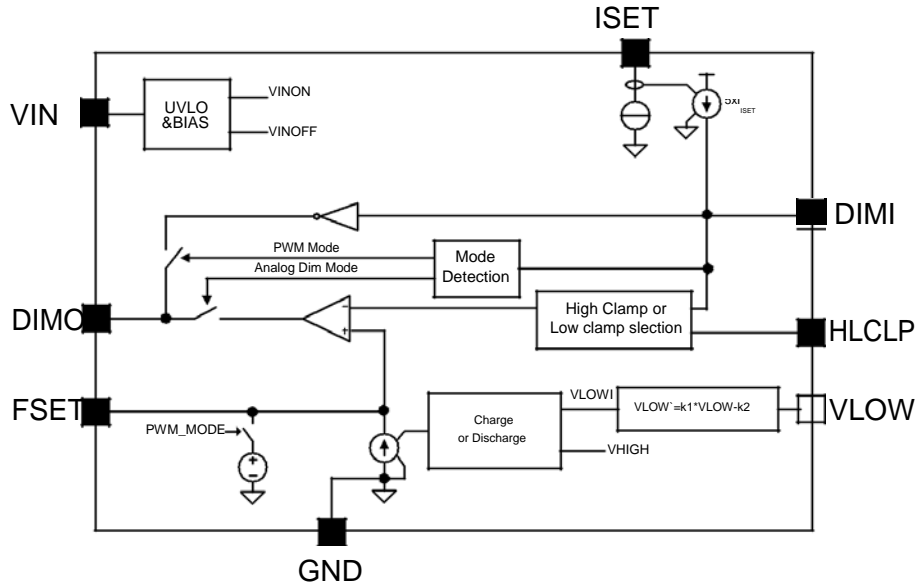 ISET
VIN
UVLO
&BIAS
VINON
VINOFF
ISET
DIMI
PWM Mode
Analog Dim Mode
Mode
Detection
DIMO
High Clamp or
Low clamp slection
HLCLP
FSET
PWM_MODE
Charge
or Discharge
VLOWI
VHIGH
VLOW`=k1*VLOW-k2
VLOW
GND